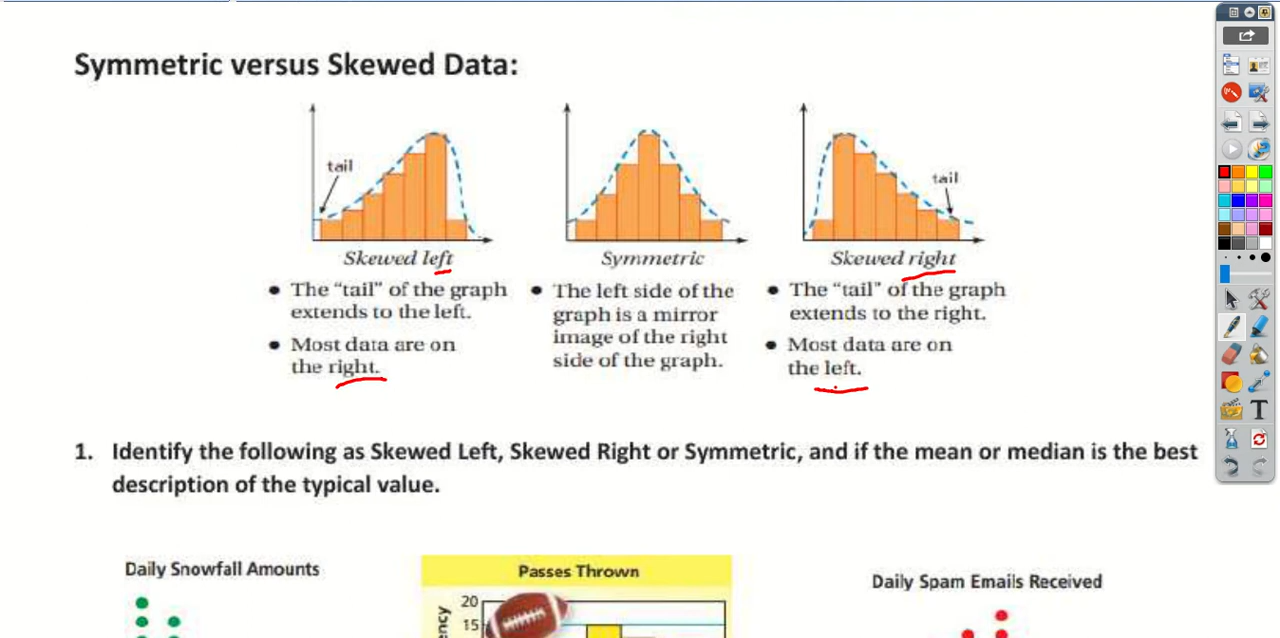 Symmetric versus Skewed Data:
tail
Skewed left
• The "tail" of the graph
extends to the left.
• Most data are on
the right.
Symmetric
• The left side of the
graph is a mirror
image of the right
side of the graph.
tail
Skewed right
• The "tail" of the graph
extends to the right.
• Most data are on
the left.
1. Identify the following as Skewed Left, Skewed Right or Symmetric, and if the mean or median is the best
description of the typical value.
Daily Snowfall Amounts
Passes Thrown
20
15
Daily Spam Emails Received
T